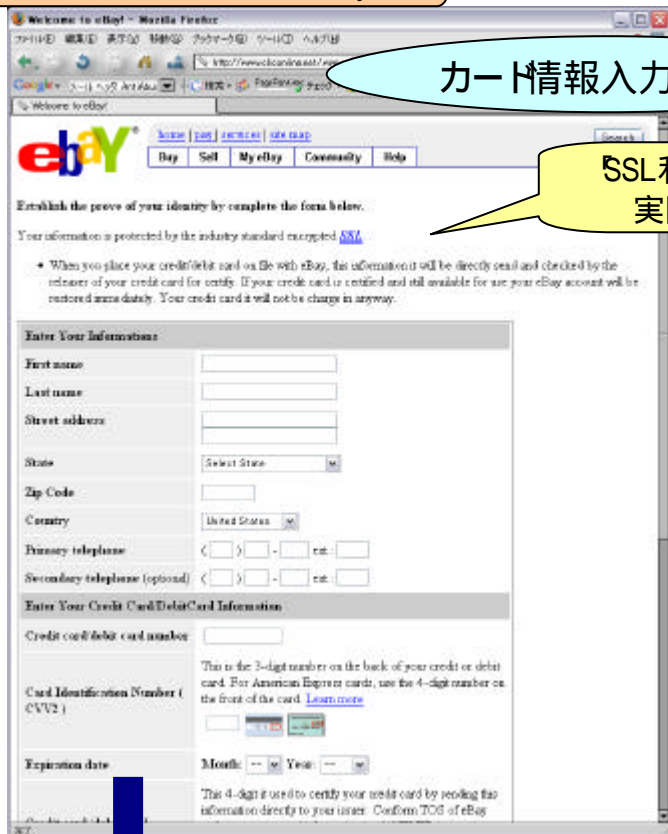 Welcome to eBay! - Mozilla Firefox
カード情報入力
Welcome to eBay!
ebaY
home | pay | services | site map
Search
Buy Sell My eBay Community Help
『SSL利
実際
Establish the prove of your identity by complete the form below.
Your information is protected by the industry standard encrypted SSL
• When you place your credit/debit card on file with eBay, this information it will be directly send and checked by the
releaser of your credit card for certify. If your credit card is certified and still available for use your eBay account will be
restored immediately. Your credit card it will not be charge in anyway.
Enter Your Informations
First name
Last name
Street address
State
Select State
Zip Code
Country
United States
Primary telephone
( ) - ext.:
Secondary telephone (optional)
( ) - ext.:
Enter Your Credit Card/DebitCard Information
Credit card/debit card number
This is the 3-digit number on the back of your credit or debit
card. For American Express cards, use the 4-digit number on
the front of the card. Learn more
Card Identification Number (
CVV2 )
Expiration date
Month: -- Year: --
This 4-digit it used to certify your credit card by sending this
information directly to your issuer. Conform TOS of eBay